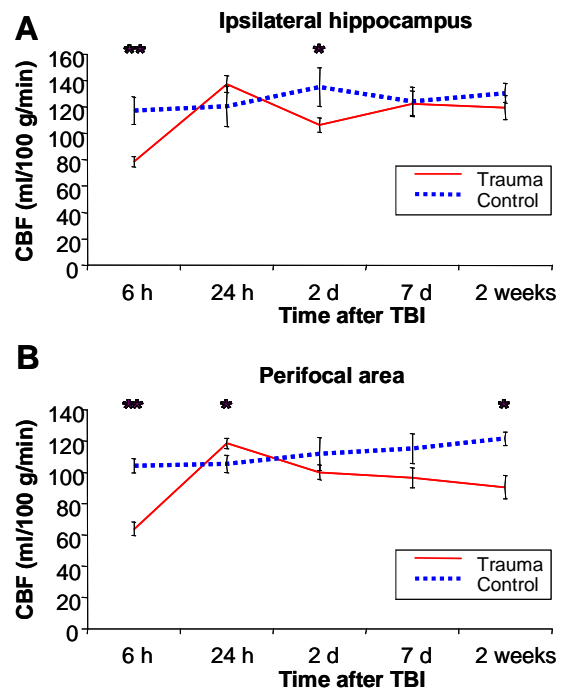 A
Ipsilateral hippocampus
** *
CBF (ml/100 g/min)
160
140
120
100
80
60
40
20
0
Trauma
Control
6 h 24 h 2 d 7 d 2 weeks
Time after TBI
B
Perifocal area
** * *
CBF (ml/100 g/min)
140
120
100
80
60
40
20
0
Trauma
Control
6 h 24 h 2 d 7 d 2 weeks
Time after TBI